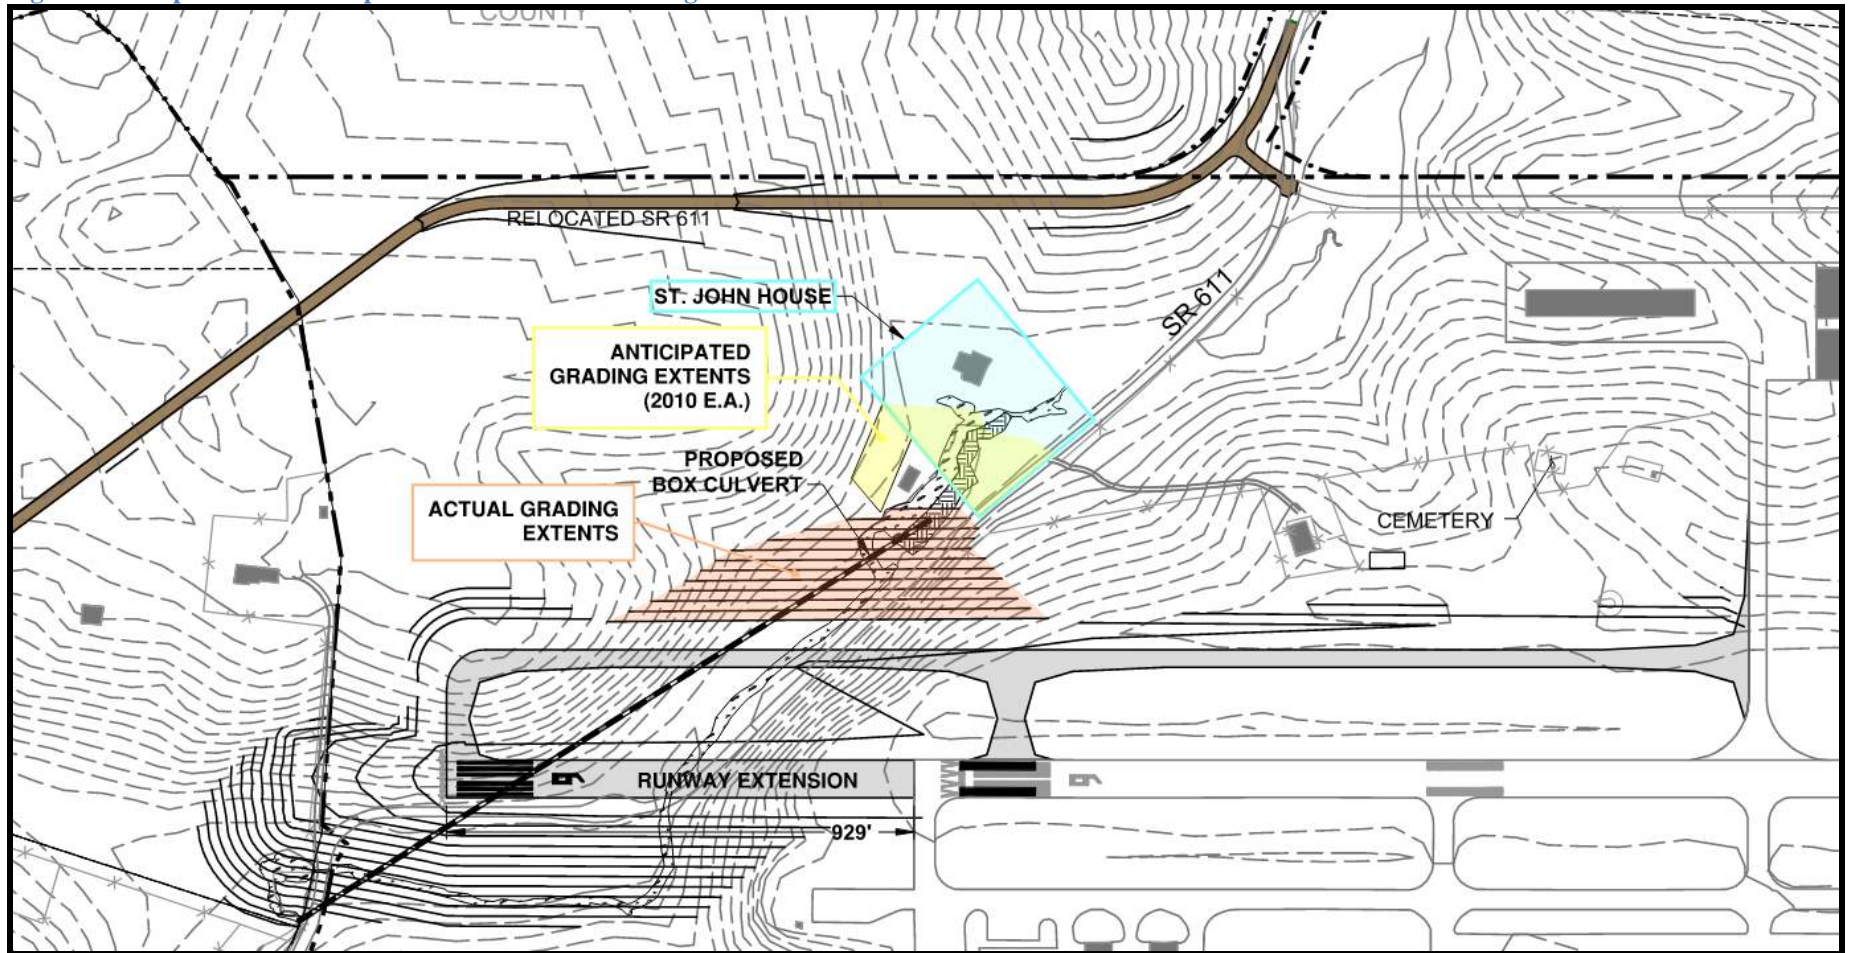 COUNTY
RELOCATED SR 611
ST. JOHN HOUSE
SR 611
ANTICIPATED
GRADING EXTENTS
(2010 E.A.)
PROPOSED
BOX CULVERT
ACTUAL GRADING
EXTENTS
CEMETERY
RUNWAY EXTENSION
929'